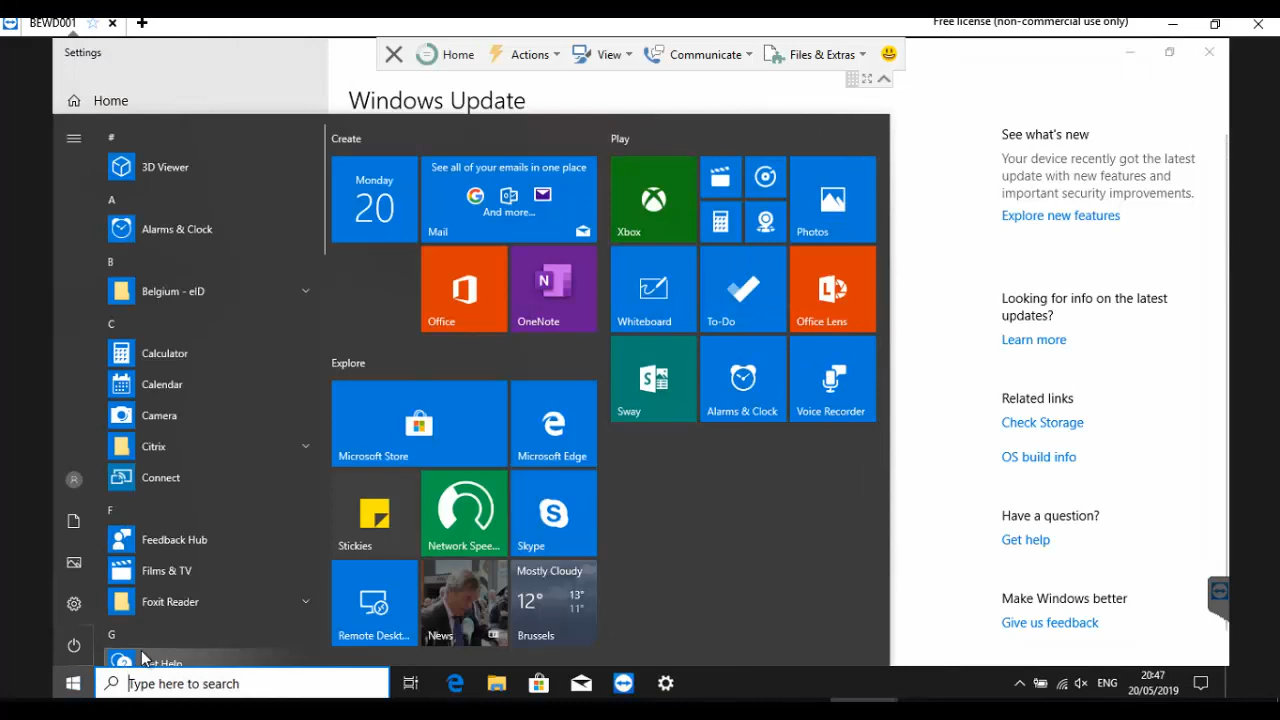 BEWD001
Free license (non-commercial use only)
Settings
Home
Actions
View
Communicate
Files & Extras
Home
Windows Update
#
3D Viewer
A
Alarms & Clock
B
Belgium - eID
C
Calculator
Calendar
Camera
Citrix
Connect
F
Feedback Hub
Films & TV
Foxit Reader
G
Get Help
Create
Monday
20
See all of your emails in one place
And more...
Mail
Office
OneNote
Explore
Microsoft Store
Microsoft Edge
Stickies
Network Spee...
Skype
Remote Deskt...
News
Mostly Cloudy
12° 13°
11°
Brussels
Play
Xbox
Photos
Whiteboard
To-Do
Office Lens
Sway
Alarms & Clock
Voice Recorder
See what's new
Your device recently got the latest
update with new features and
important security improvements.
Explore new features
Looking for info on the latest
updates?
Learn more
Related links
Check Storage
OS build info
Have a question?
Get help
Make Windows better
Give us feedback
Type here to search
ENG
20:47
20/05/2019